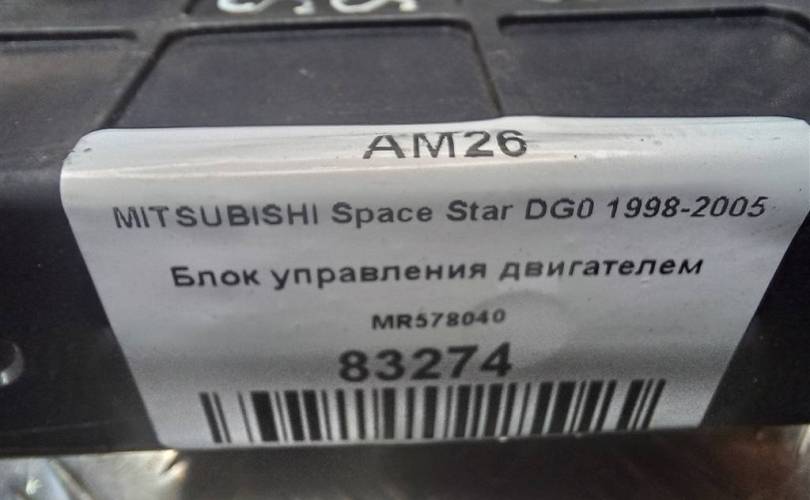 AM26
MITSUBISHI Space Star DG0 1998-2005
Блок управления двигателем
MR578040
83274